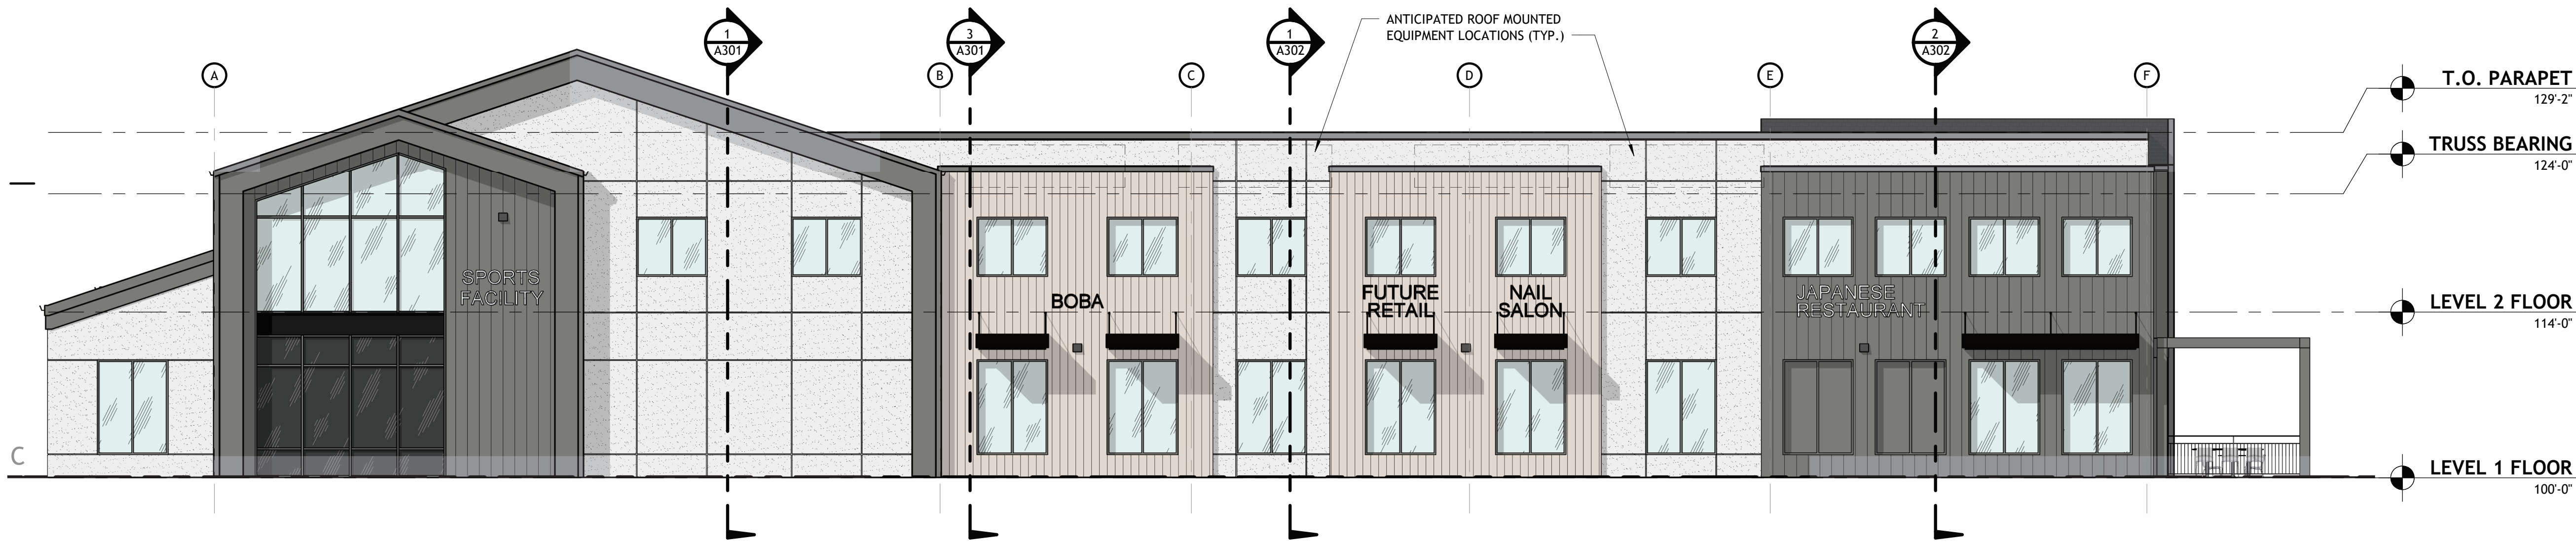 ANTICIPATED ROOF MOUNTED
EQUIPMENT LOCATIONS (TYP.)
1
A301
3
A301
1
A302
2
A302
A
B
C
D
E
F
T.O. PARAPET
129'-2"
TRUSS BEARING
124'-0"
LEVEL 2 FLOOR
114'-0"
LEVEL 1 FLOOR
100'-0"
SPORTS
FACILITY
BOBA
FUTURE
RETAIL
NAIL
SALON
JAPANESE
RESTAURANT
C